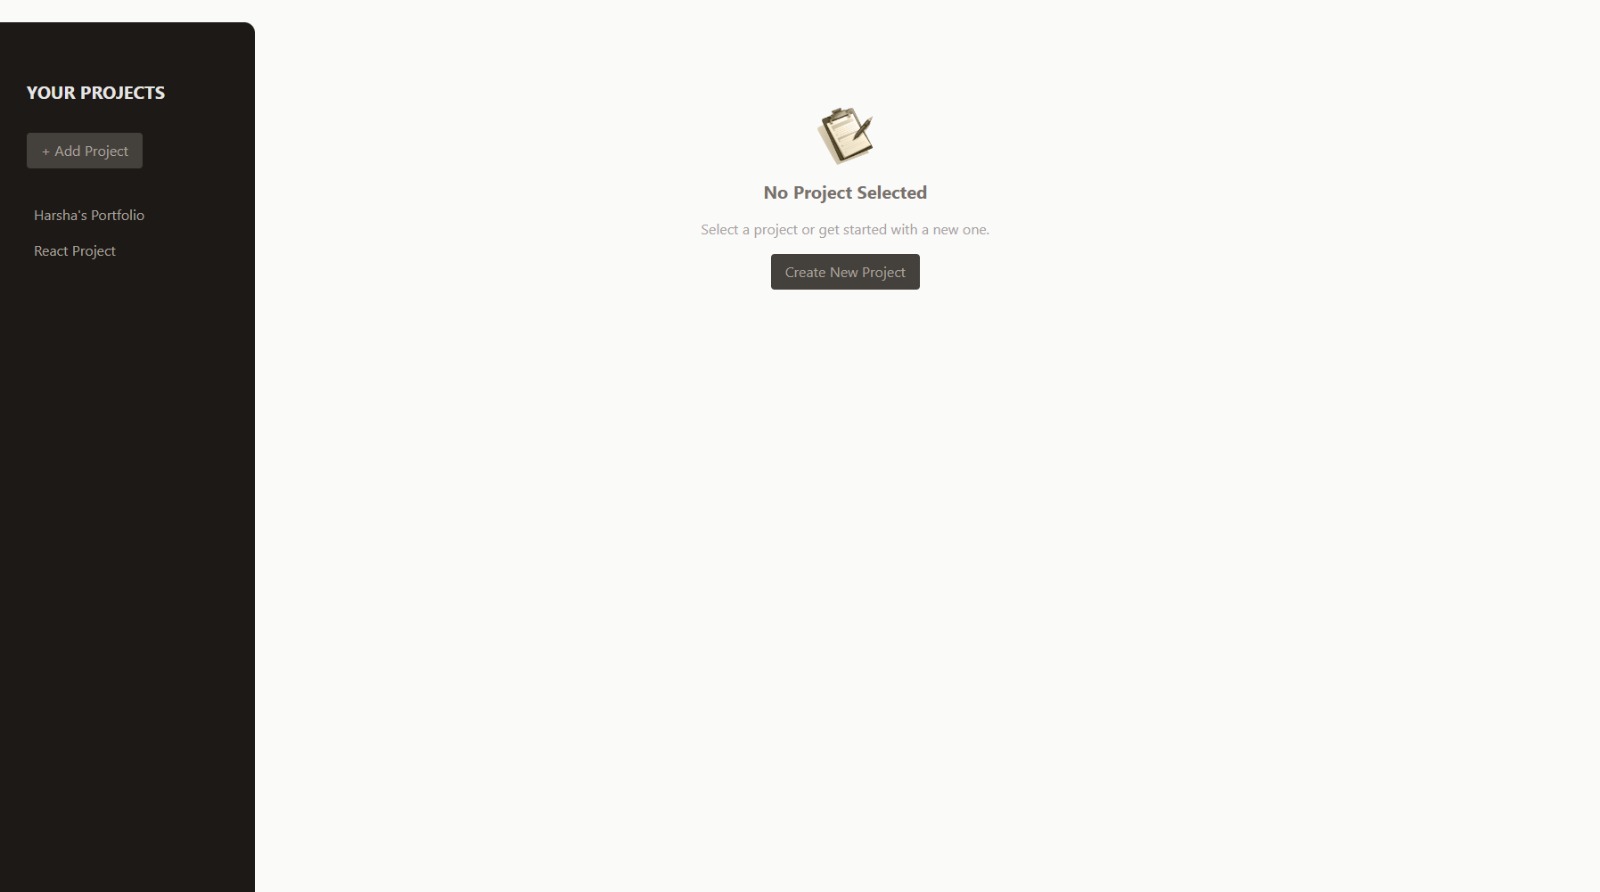 YOUR PROJECTS
+ Add Project
Harsha's Portfolio
React Project
No Project Selected
Select a project or get started with a new one.
Create New Project